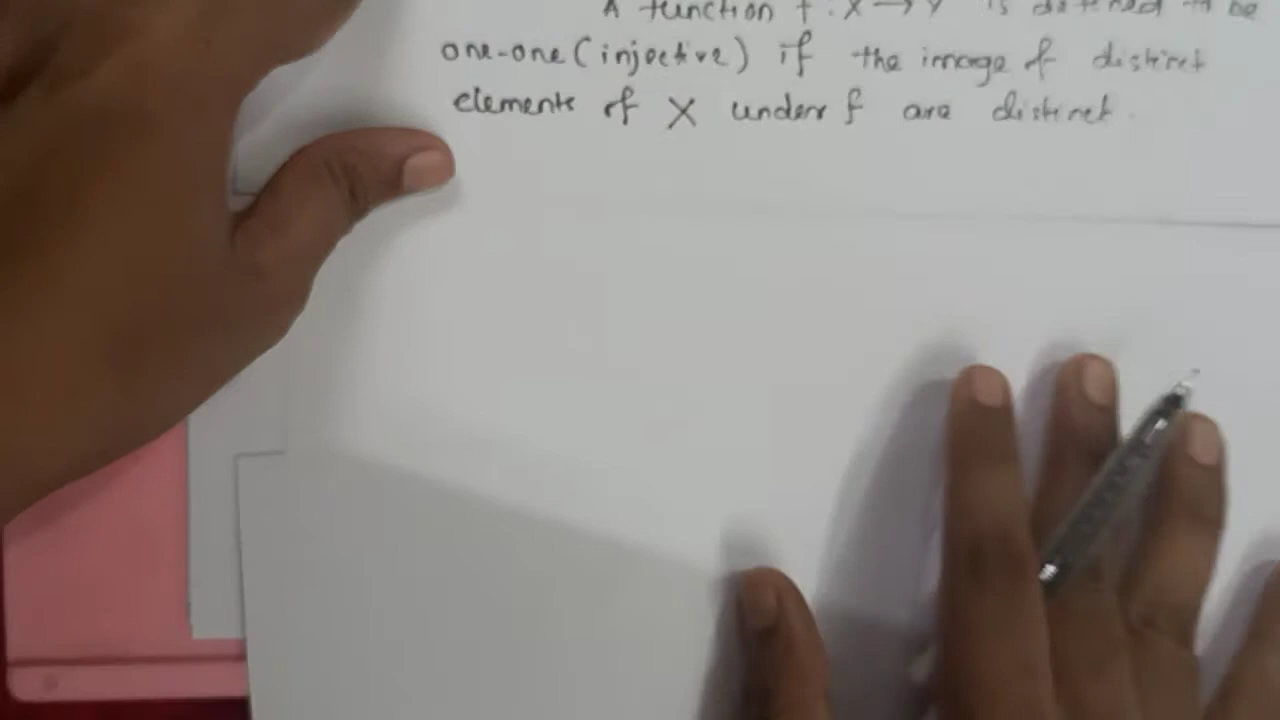 A function f : X → Y is defined to be
one-one (injective) if the image of distinct
elements of X under f are distinct.